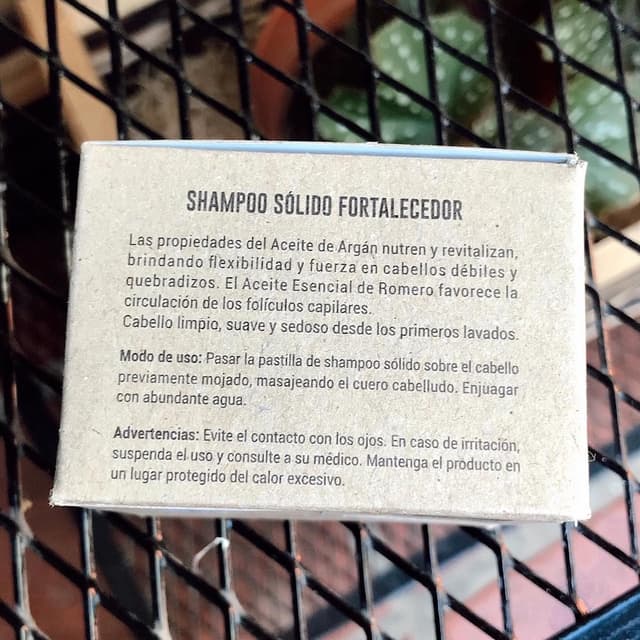 SHAMPOO SÓLIDO FORTALECEDOR
Las propiedades del Aceite de Argán nutren y revitalizan,
brindando flexibilidad y fuerza en cabellos débiles y
quebradizos. El Aceite Esencial de Romero favorece la
circulación de los folículos capilares.
Cabello limpio, suave y sedoso desde los primeros lavados.
Modo de uso: Pasar la pastilla de shampoo sólido sobre el cabello
previamente mojado, masajeando el cuero cabelludo. Enjuagar
con abundante agua.
Advertencias: Evite el contacto con los ojos. En caso de irritación,
suspenda el uso y consulte a su médico. Mantenga el producto en
un lugar protegido del calor excesivo.